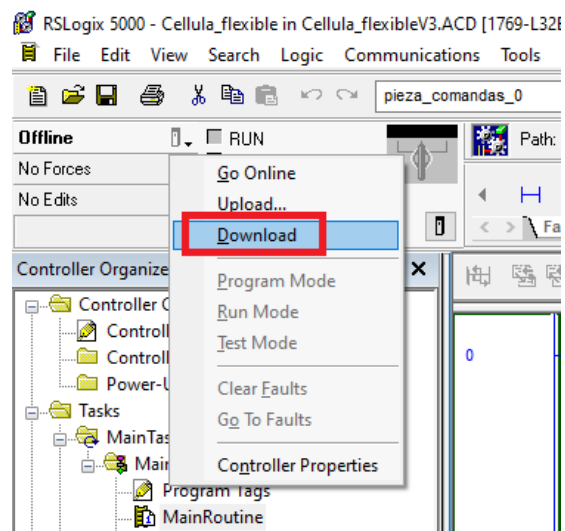 RSLogix 5000 - Cellula_flexible in Cellula_flexibleV3.ACD [1769-L32E
File Edit View Search Logic Communications Tools
pieza_comandas_0
Offline RUN Path:
No Forces
No Edits
Go Online
Upload...
Download
Fa
Program Mode
Run Mode
Test Mode
Clear Faults
Go To Faults
Controller Properties
Controller Organize
Controller
Controll
Controll
Power-U
Tasks
MainTas
Mair
Program Tags
MainRoutine
0